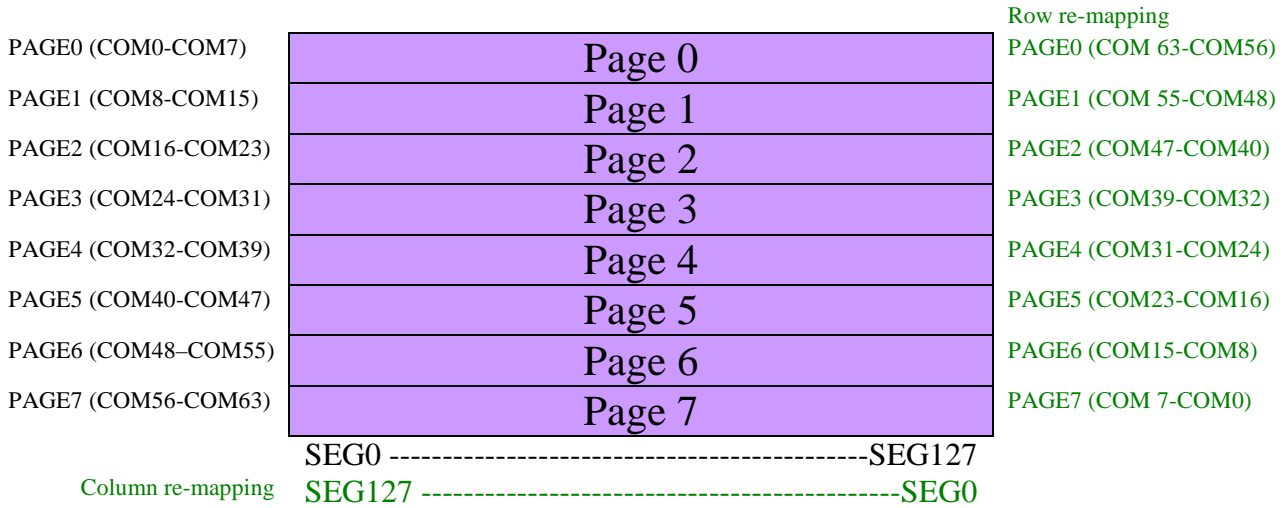 Row re-mapping
PAGE0 (COM0-COM7) Page 0 PAGE0 (COM 63-COM56)
PAGE1 (COM8-COM15) Page 1 PAGE1 (COM 55-COM48)
PAGE2 (COM16-COM23) Page 2 PAGE2 (COM47-COM40)
PAGE3 (COM24-COM31) Page 3 PAGE3 (COM39-COM32)
PAGE4 (COM32-COM39) Page 4 PAGE4 (COM31-COM24)
PAGE5 (COM40-COM47) Page 5 PAGE5 (COM23-COM16)
PAGE6 (COM48–COM55) Page 6 PAGE6 (COM15-COM8)
PAGE7 (COM56-COM63) Page 7 PAGE7 (COM 7-COM0)
SEG0 ---------------------------------------------SEG127
Column re-mapping SEG127 ---------------------------------------------SEG0